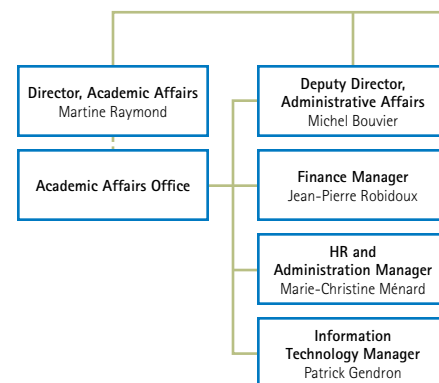 Director, Academic Affairs
Martine Raymond
Academic Affairs Office
Deputy Director,
Administrative Affairs
Michel Bouvier
Finance Manager
Jean-Pierre Robidoux
HR and
Administration Manager
Marie-Christine Ménard
Information
Technology Manager
Patrick Gendron